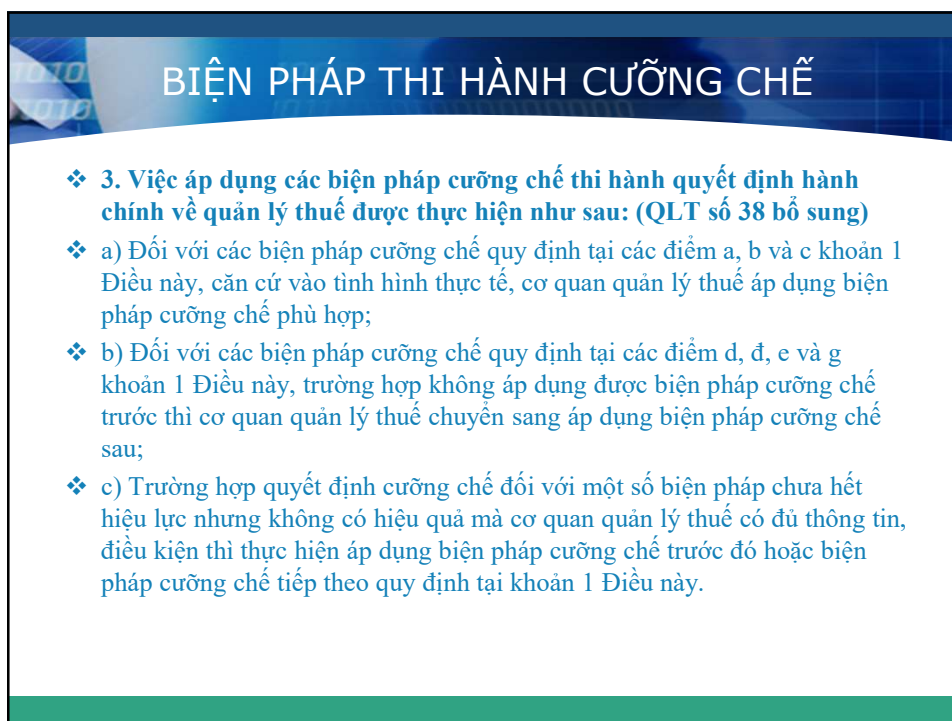 BIỆN PHÁP THI HÀNH CƯỠNG CHẾ
❖ 3. Việc áp dụng các biện pháp cưỡng chế thi hành quyết định hành
chính về quản lý thuế được thực hiện như sau: (QLT số 38 bổ sung)
❖ a) Đối với các biện pháp cưỡng chế quy định tại các điểm a, b và c khoản 1
Điều này, căn cứ vào tình hình thực tế, cơ quan quản lý thuế áp dụng biện
pháp cưỡng chế phù hợp;
❖ b) Đối với các biện pháp cưỡng chế quy định tại các điểm d, đ, e và g
khoản 1 Điều này, trường hợp không áp dụng được biện pháp cưỡng chế
trước thì cơ quan quản lý thuế chuyển sang áp dụng biện pháp cưỡng chế
sau;
❖ c) Trường hợp quyết định cưỡng chế đối với một số biện pháp chưa hết
hiệu lực nhưng không có hiệu quả mà cơ quan quản lý thuế có đủ thông tin,
điều kiện thì thực hiện áp dụng biện pháp cưỡng chế trước đó hoặc biện
pháp cưỡng chế tiếp theo quy định tại khoản 1 Điều này.